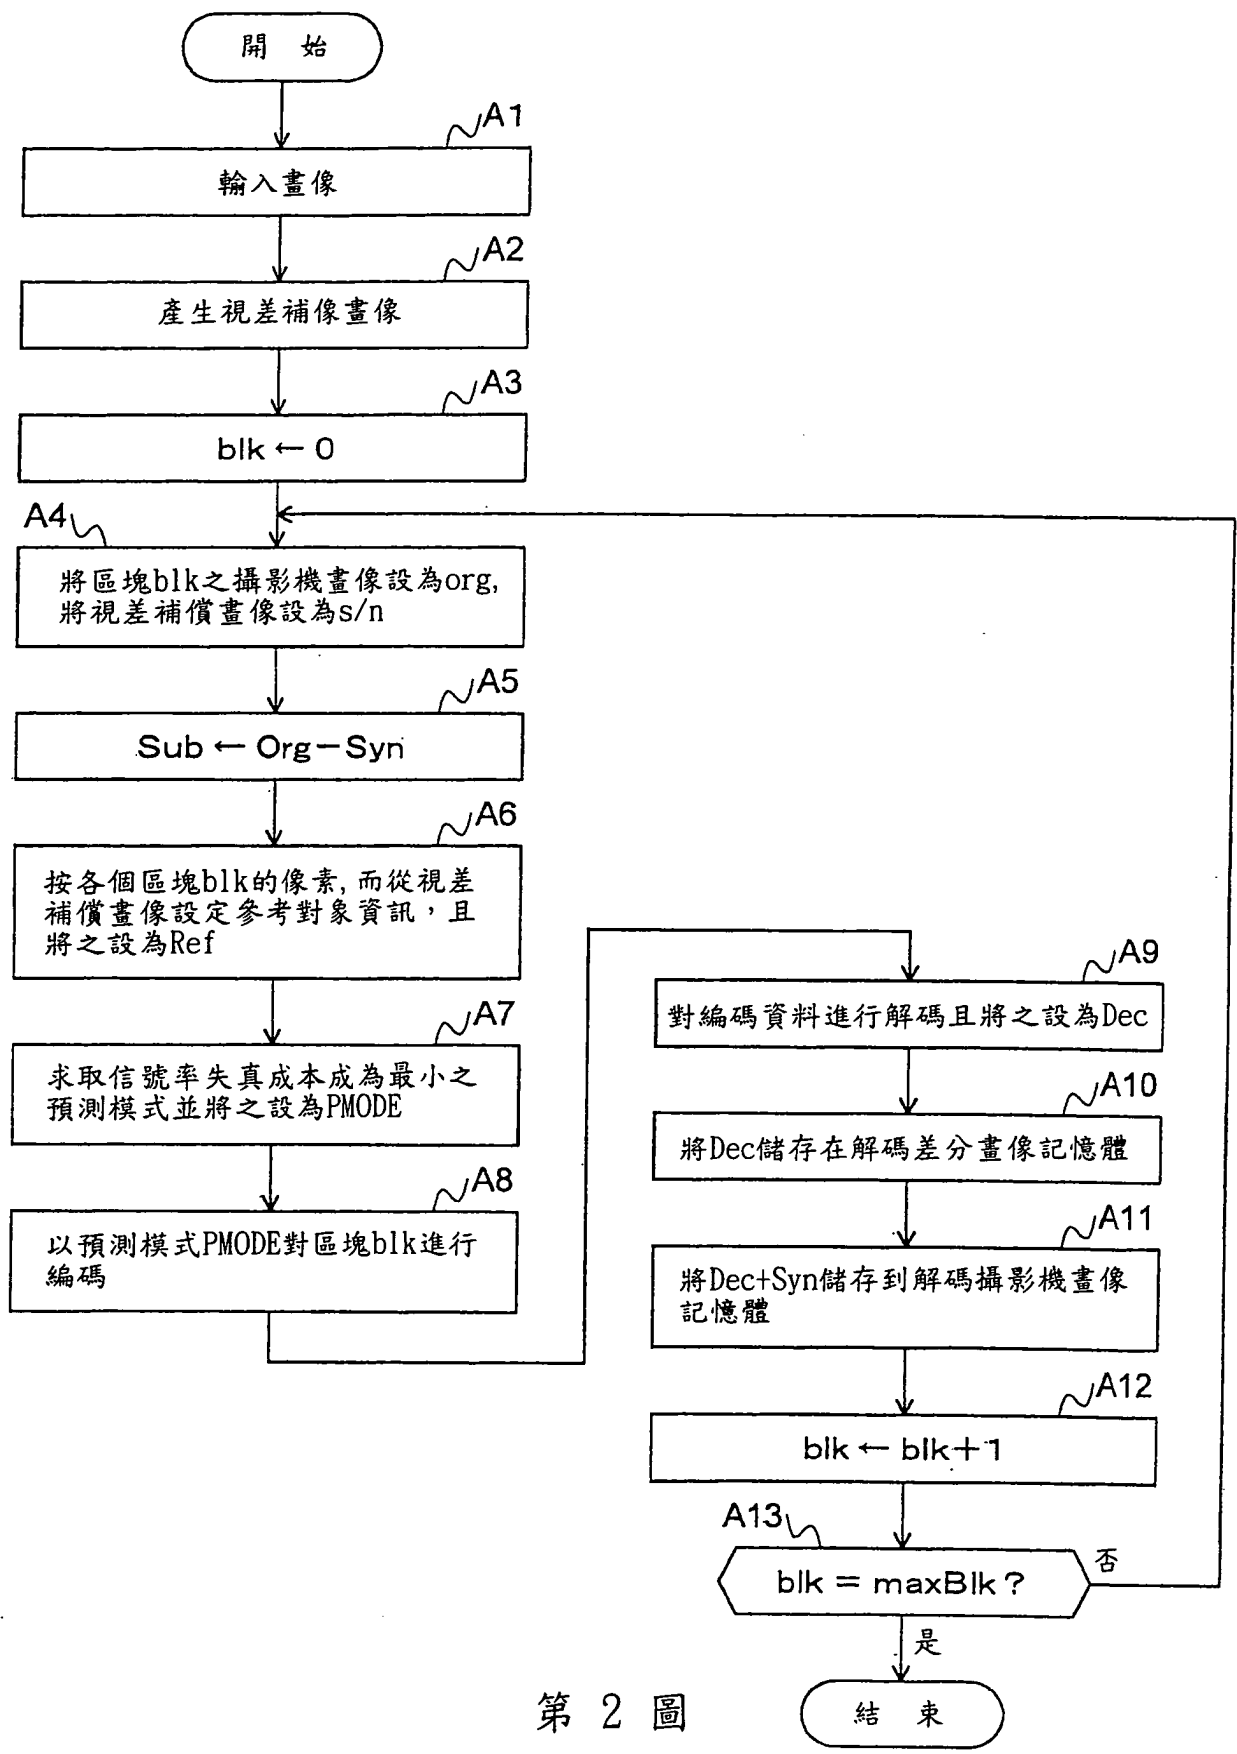 開 始
A1
輸入畫像
A2
產生視差補像畫像
A3
blk ← 0
A4
將區塊blk之攝影機畫像設為org,
將視差補償畫像設為s/n
A5
Sub ← Org－Syn
A6
按各個區塊blk的像素,而從視差
補償畫像設定參考對象資訊，且
將之設為Ref
A7
求取信號率失真成本成為最小之
預測模式並將之設為PMODE
A8
以預測模式PMODE對區塊blk進行
編碼
A9
對編碼資料進行解碼且將之設為Dec
A10
將Dec儲存在解碼差分畫像記憶體
A11
將Dec+Syn儲存到解碼攝影機畫像
記憶體
A12
blk ← blk＋1
A13
blk = maxBlk ?
否
是
結 束
第 2 圖